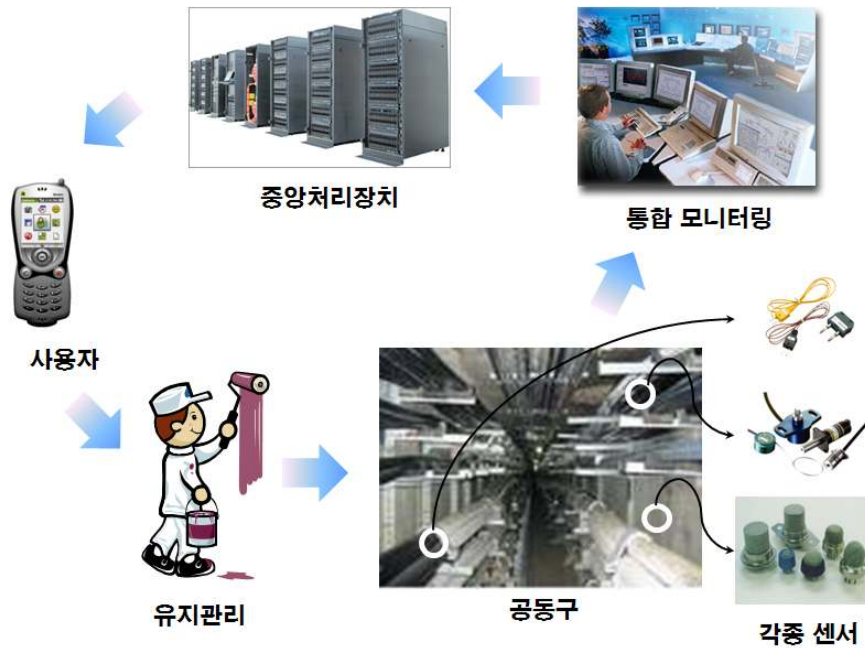 중앙처리장치
통합 모니터링
사용자
유지관리
공동구
각종 센서